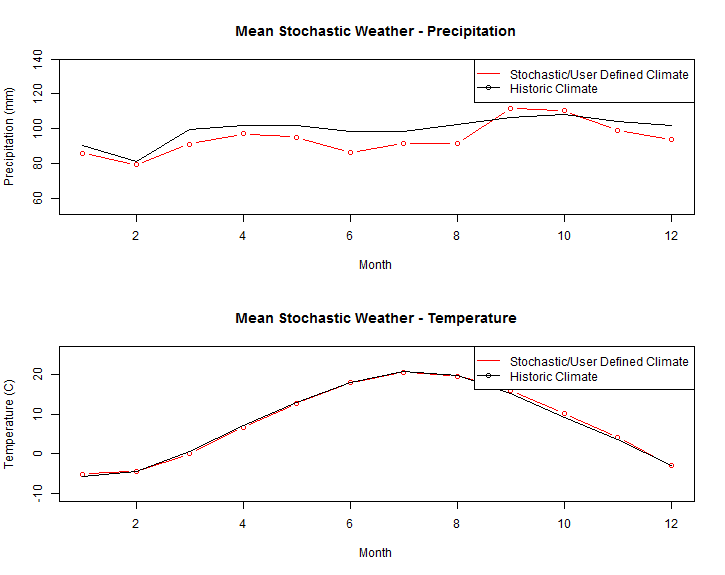 Mean Stochastic Weather - Precipitation
Precipitation (mm)
140
120
100
80
60
Stochastic/User Defined Climate
Historic Climate
2 4 6 8 10 12
Month
Mean Stochastic Weather - Temperature
Temperature (C)
20
10
0
-10
Stochastic/User Defined Climate
Historic Climate
2 4 6 8 10 12
Month